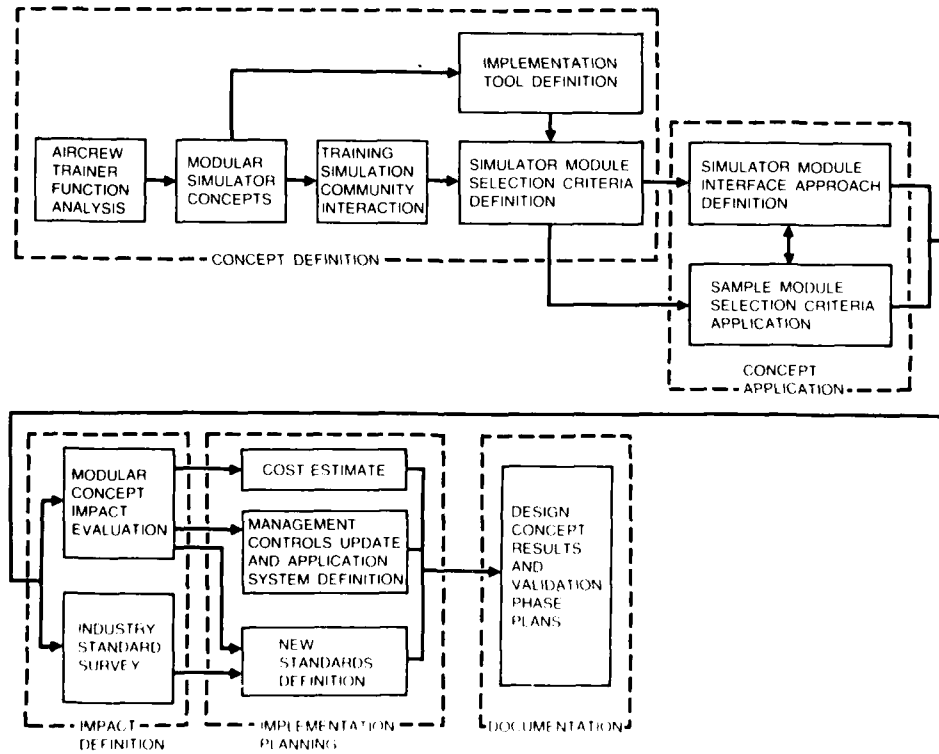 IMPLEMENTATION
TOOL DEFINITION
AIRCREW
TRAINER
FUNCTION
ANALYSIS
MODULAR
SIMULATOR
CONCEPTS
TRAINING
SIMULATION
COMMUNITY
INTERACTION
SIMULATOR MODULE
SELECTION CRITERIA
DEFINITION
SIMULATOR MODULE
INTERFACE APPROACH
DEFINITION
CONCEPT DEFINITION
SAMPLE MODULE
SELECTION CRITERIA
APPLICATION
CONCEPT
APPLICATION
MODULAR
CONCEPT
IMPACT
EVALUATION
COST ESTIMATE
MANAGEMENT
CONTROLS UPDATE
AND APPLICATION
SYSTEM DEFINITION
DESIGN
CONCEPT
RESULTS
AND
VALIDATION
PHASE
PLANS
INDUSTRY
STANDARD
SURVEY
NEW
STANDARDS
DEFINITION
IMPACT
DEFINITION
IMPLEMENTATION
PLANNING
DOCUMENTATION